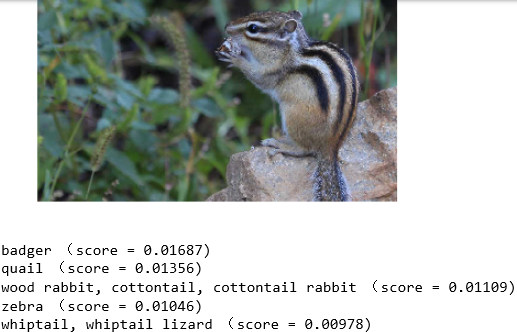 badger （score = 0.01687)
quail （score = 0.01356)
wood rabbit, cottontail, cottontail rabbit （score = 0.01109)
zebra （score = 0.01046)
whiptail, whiptail lizard （score = 0.00978)